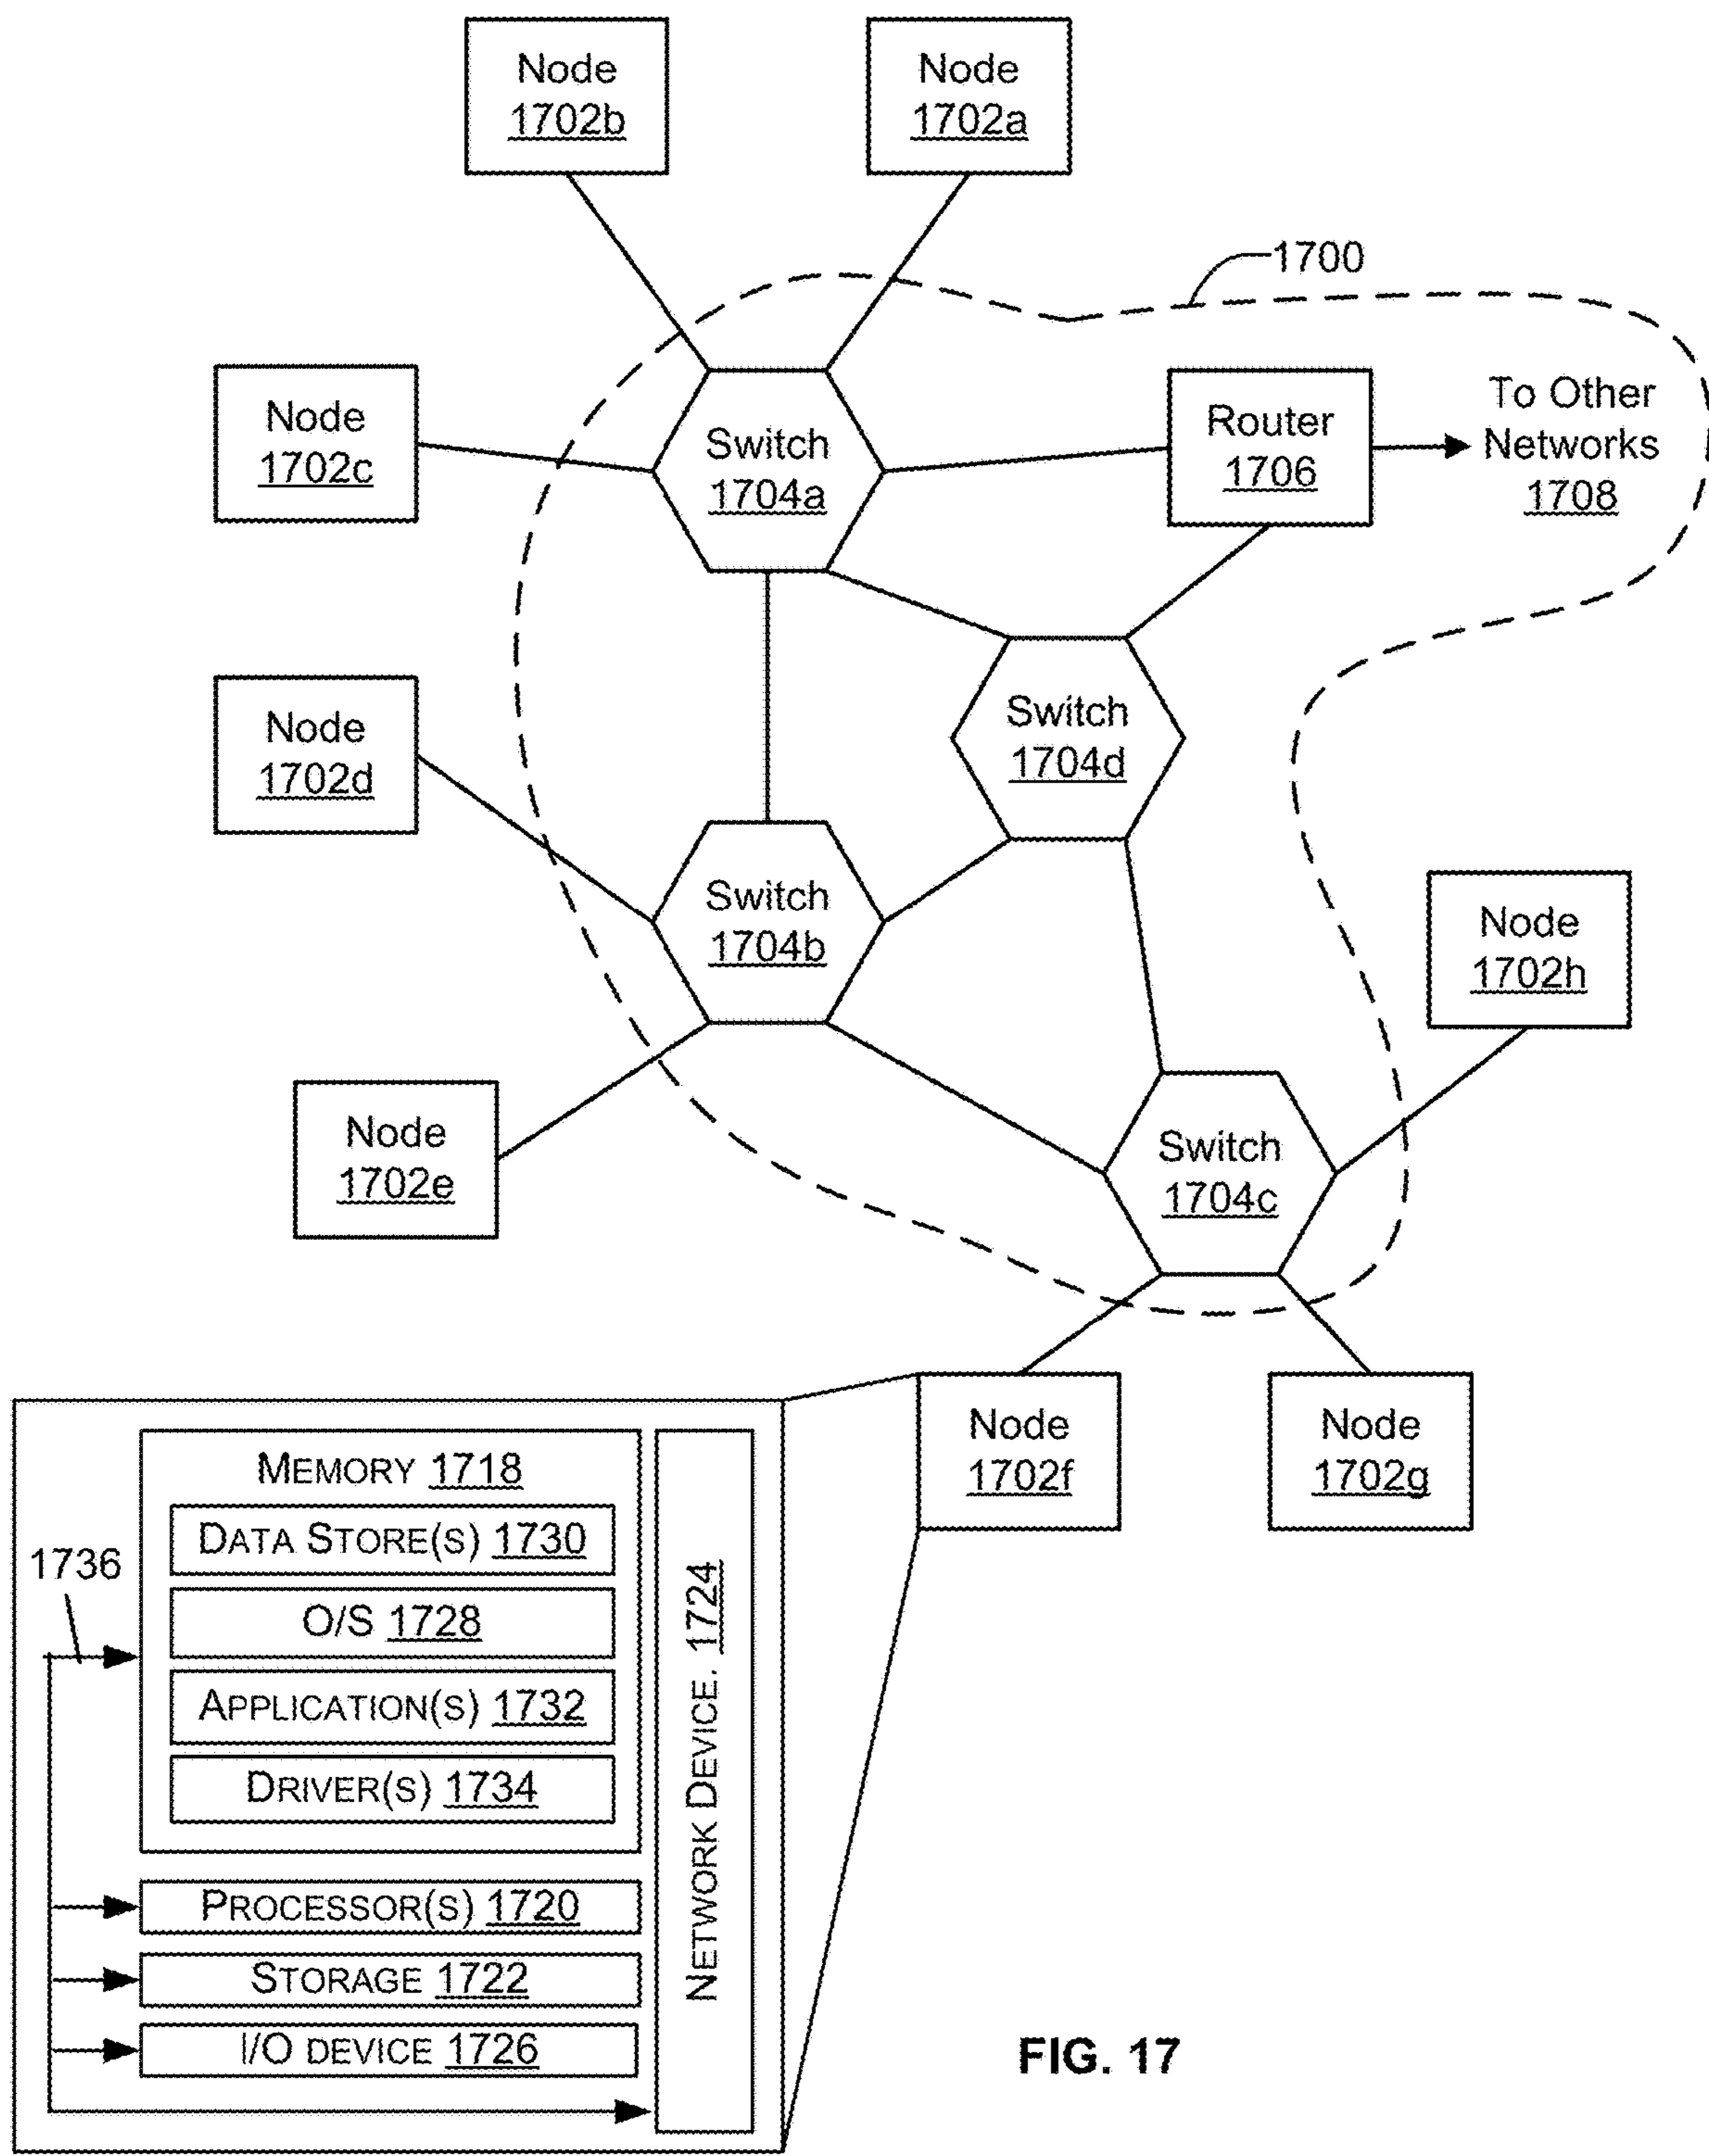 Node
1702b
Node
1702a
1700
Node
1702c
Switch
1704a
Router
1706
To Other
Networks
1708
Node
1702d
Switch
1704d
Switch
1704b
Node
1702h
Node
1702e
Switch
1704c
Node
1702f
Node
1702g
MEMORY 1718
DATA STORE(S) 1730
1736
O/S 1728
APPLICATION(S) 1732
DRIVER(S) 1734
PROCESSOR(S) 1720
STORAGE 1722
I/O DEVICE 1726
NETWORK DEVICE. 1724
FIG. 17